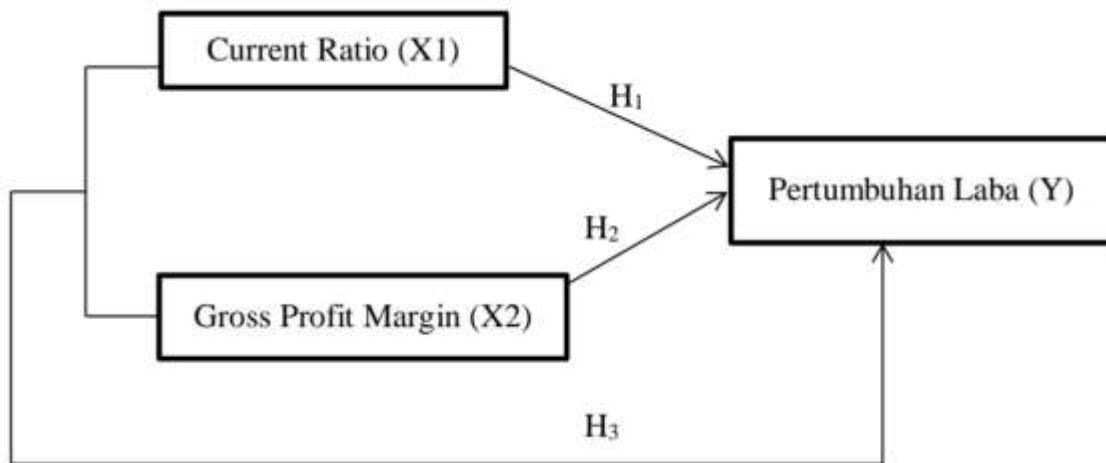 Current Ratio (X1)
H₁
Pertumbuhan Laba (Y)
H₂
Gross Profit Margin (X2)
H₃